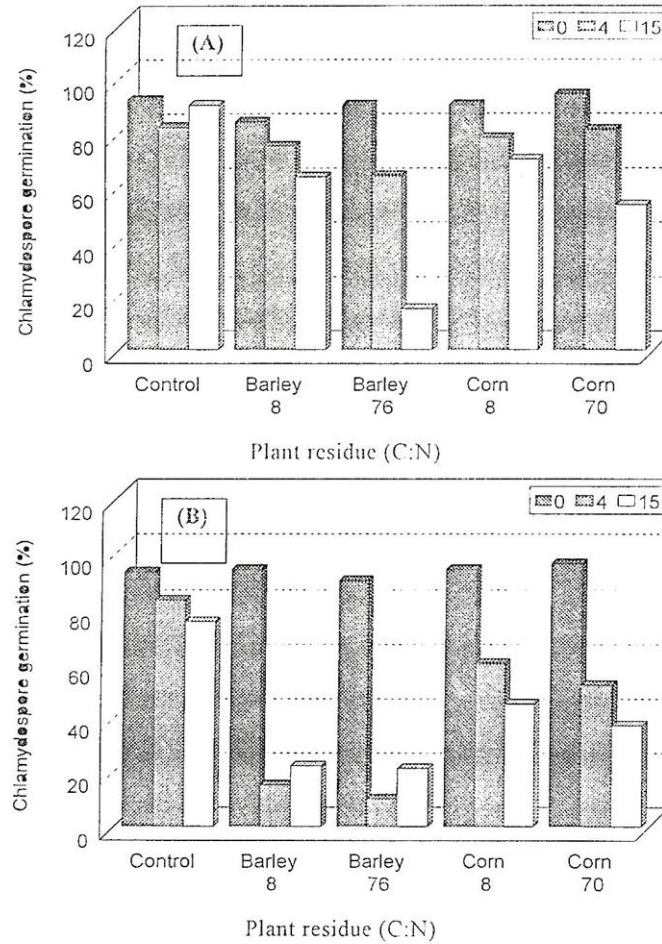 120
100
80
60
40
20
0
Chlamydospore germination (%)
(A)
0 4 15
Control Barley Barley Corn Corn
8 76 8 70
Plant residue (C:N)
120
100
80
60
40
20
0
Chlamydospore germination (%)
(B)
0 4 15
Control Barley Barley Corn Corn
8 76 8 70
Plant residue (C:N)